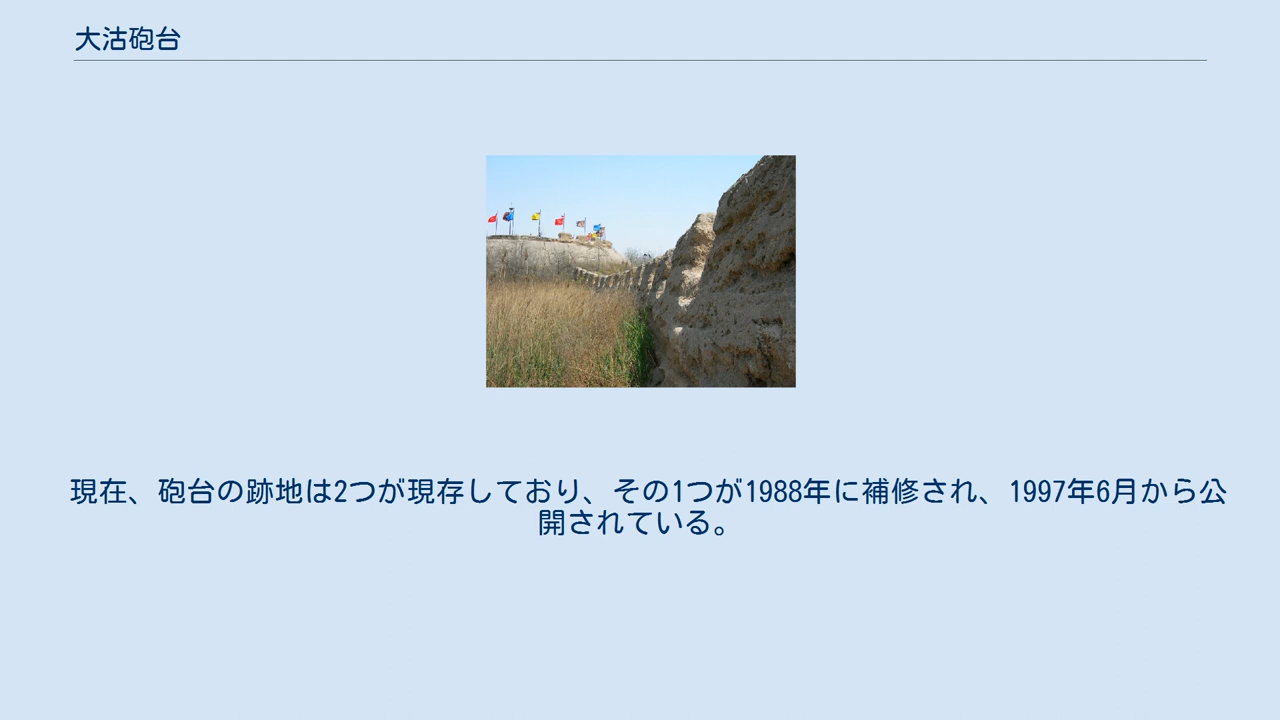 大沽砲台
現在、砲台の跡地は2つが現存しており、その1つが1988年に補修され、1997年6月から公
開されている。